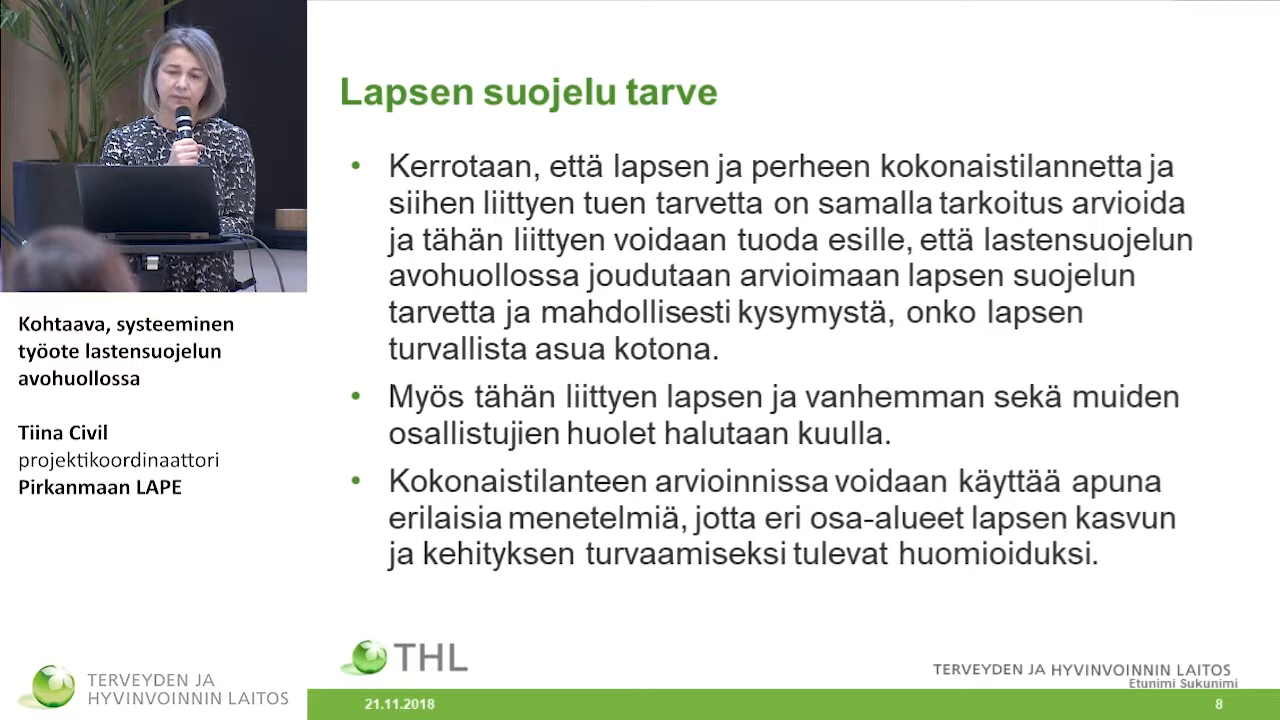 Lapsen suojelu tarve
• Kerrotaan, että lapsen ja perheen kokonaistilannetta ja
siihen liittyen tuen tarvetta on samalla tarkoitus arvioida
ja tähän liittyen voidaan tuoda esille, että lastensuojelun
avohuollossa joudutaan arvioimaan lapsen suojelun
tarvetta ja mahdollisesti kysymystä, onko lapsen
turvallista asua kotona.
• Myös tähän liittyen lapsen ja vanhemman sekä muiden
osallistujien huolet halutaan kuulla.
• Kokonaistilanteen arvioinnissa voidaan käyttää apuna
erilaisia menetelmiä, jotta eri osa-alueet lapsen kasvun
ja kehityksen turvaamiseksi tulevat huomioiduksi.
Kohtaava, systeeminen
työote lastensuojelun
avohuollossa
Tiina Civil
projektikoordinaattori
Pirkanmaan LAPE
TERVEYDEN JA
HYVINVOINNIN LAITOS
THL
TERVEYDEN JA HYVINVOINNIN LAITOS
Etunimi Sukunimi
21.11.2018
8